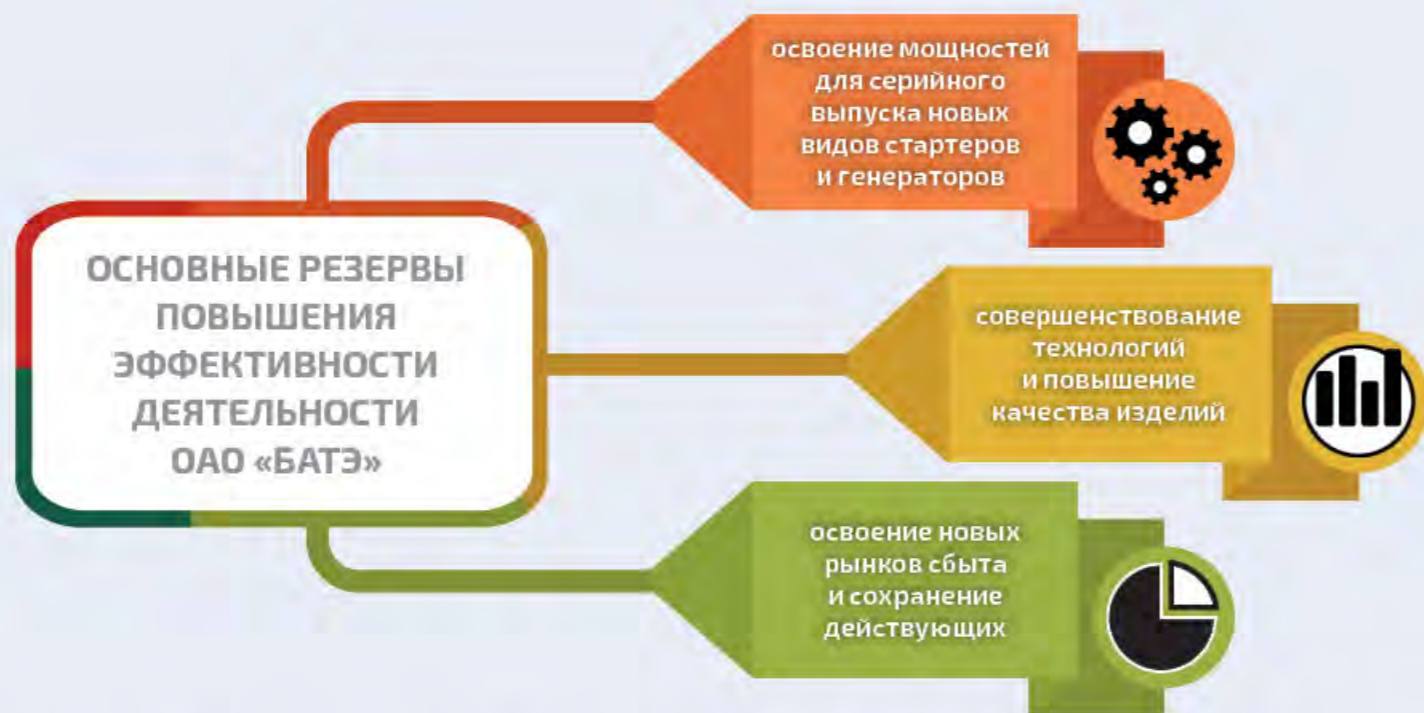 ОСНОВНЫЕ РЕЗЕРВЫ
ПОВЫШЕНИЯ
ЭФФЕКТИВНОСТИ
ДЕЯТЕЛЬНОСТИ
ОАО «БАТЭ»
освоение мощностей
для серийного
выпуска новых
видов стартеров
и генераторов
совершенствование
технологий
и повышение
качества изделий
освоение новых
рынков сбыта
и сохранение
действующих